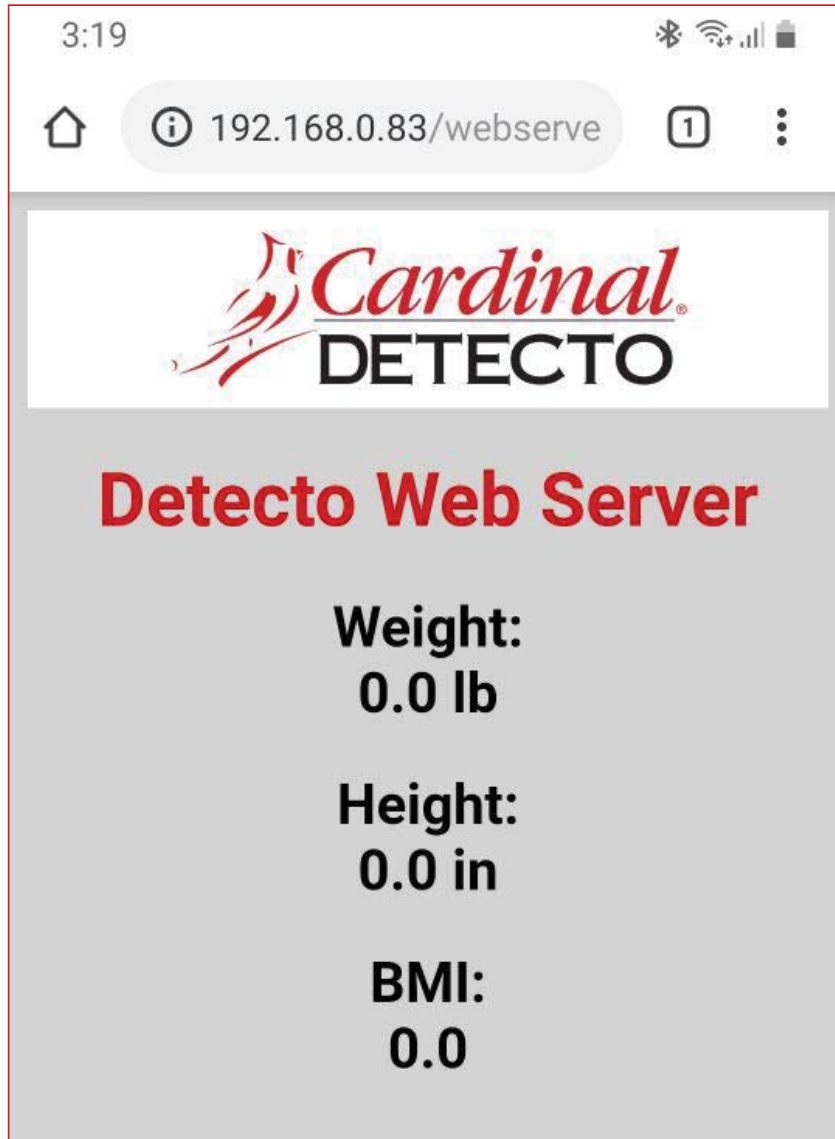 3:19
192.168.0.83/webserve
1
Cardinal®
DETECTO
Detecto Web Server
Weight:
0.0 lb
Height:
0.0 in
BMI:
0.0